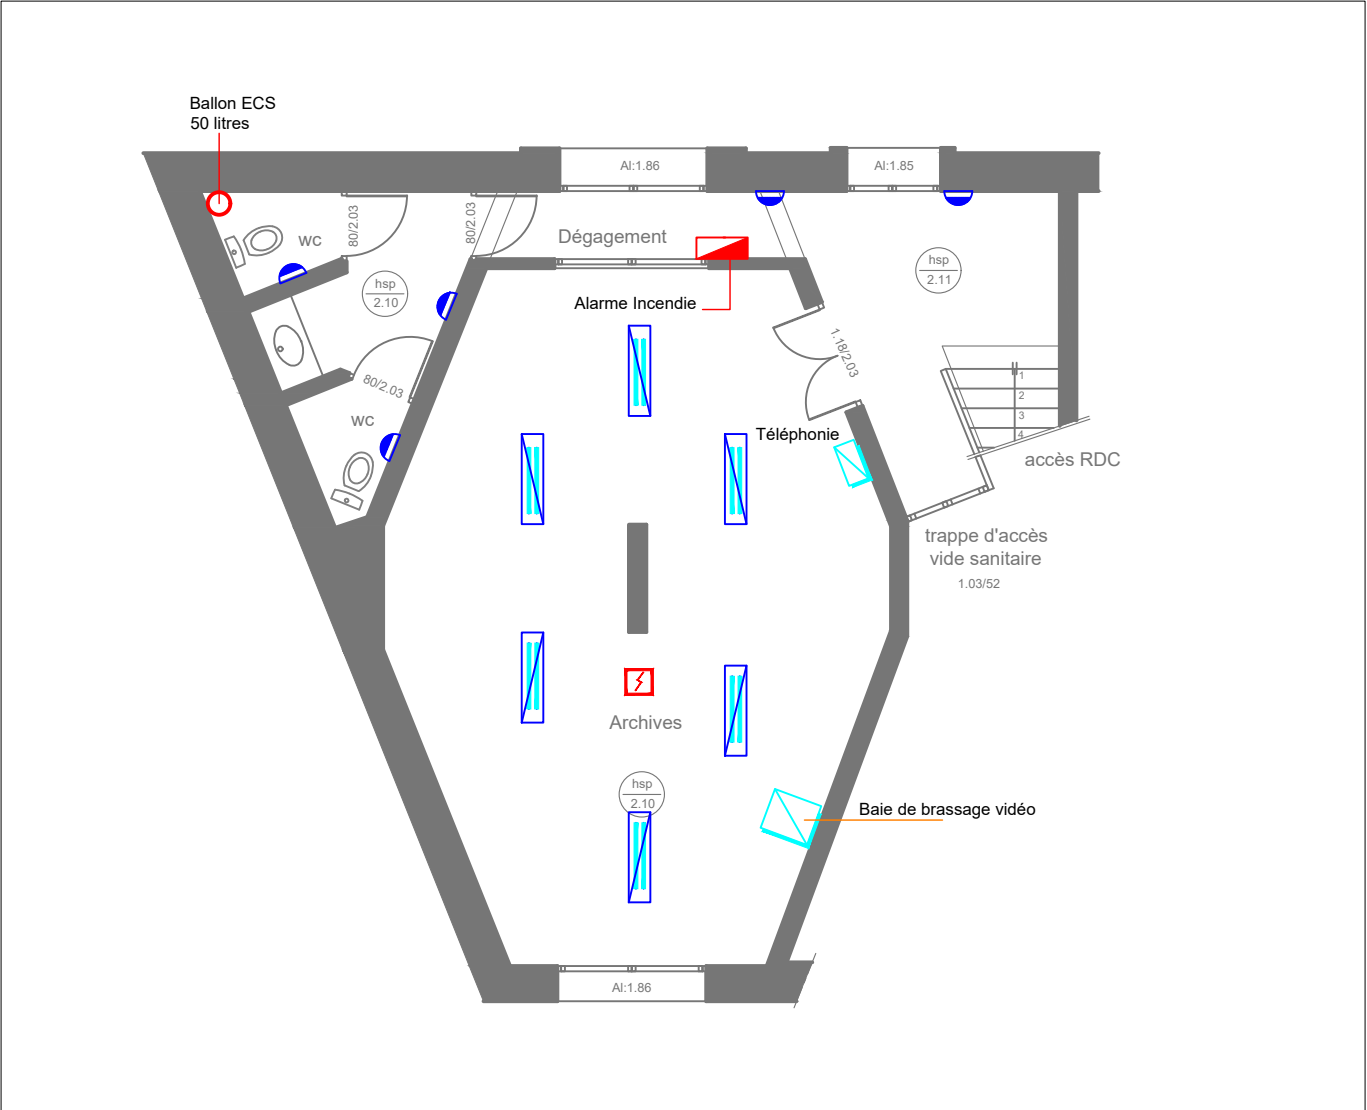 Ballon ECS
50 litres
Al:1.86
Al:1.85
80/2.03
80/2.03
WC
Dégagement
hsp
2.11
hsp
2.10
Alarme Incendie
1.18/2.03
80/2.03
1
2
3
4
WC
Téléphonie
accès RDC
trappe d'accès
vide sanitaire
1.03/52
Archives
hsp
2.10
Baie de brassage vidéo
Al:1.86